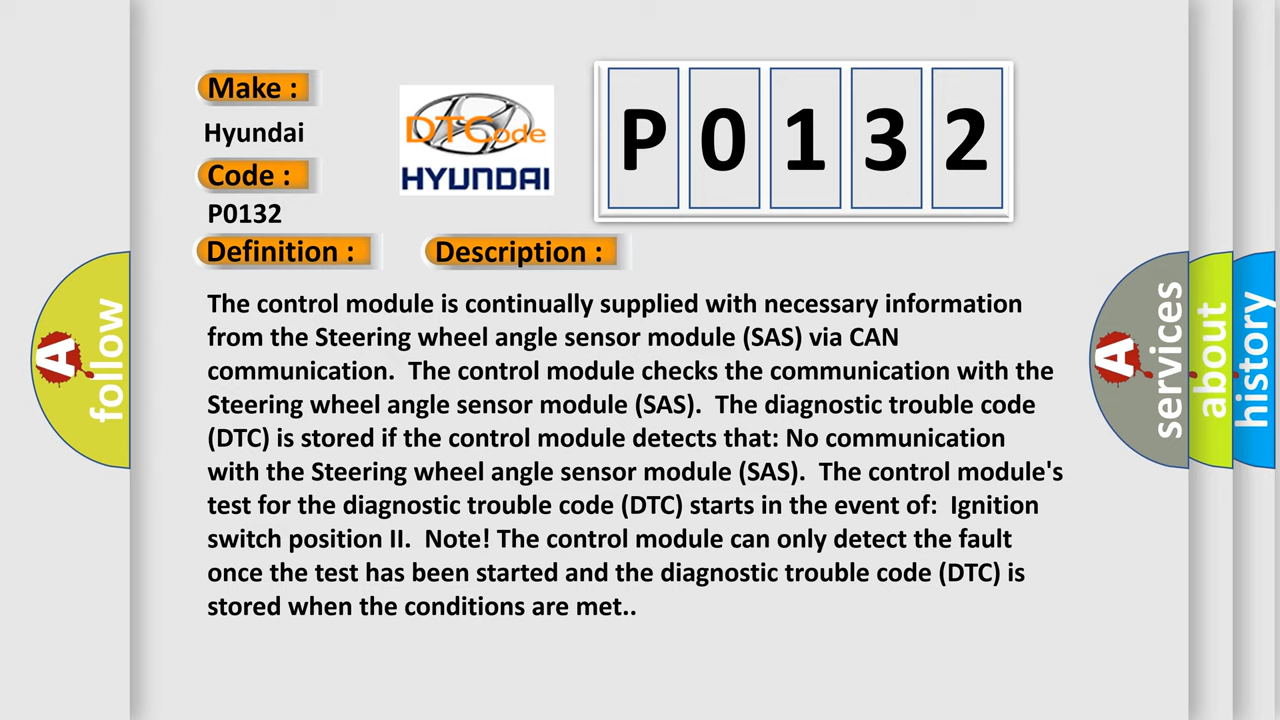 Make :
Hyundai
Code :
P0132
Definition :
Description :
DTCode
HYUNDAI
P0132
The control module is continually supplied with necessary information
from the Steering wheel angle sensor module (SAS) via CAN
communication. The control module checks the communication with the
Steering wheel angle sensor module (SAS). The diagnostic trouble code
(DTC) is stored if the control module detects that: No communication
with the Steering wheel angle sensor module (SAS). The control module's
test for the diagnostic trouble code (DTC) starts in the event of: Ignition
switch position II. Note! The control module can only detect the fault
once the test has been started and the diagnostic trouble code (DTC) is
stored when the conditions are met..
A follow
A services
about
history